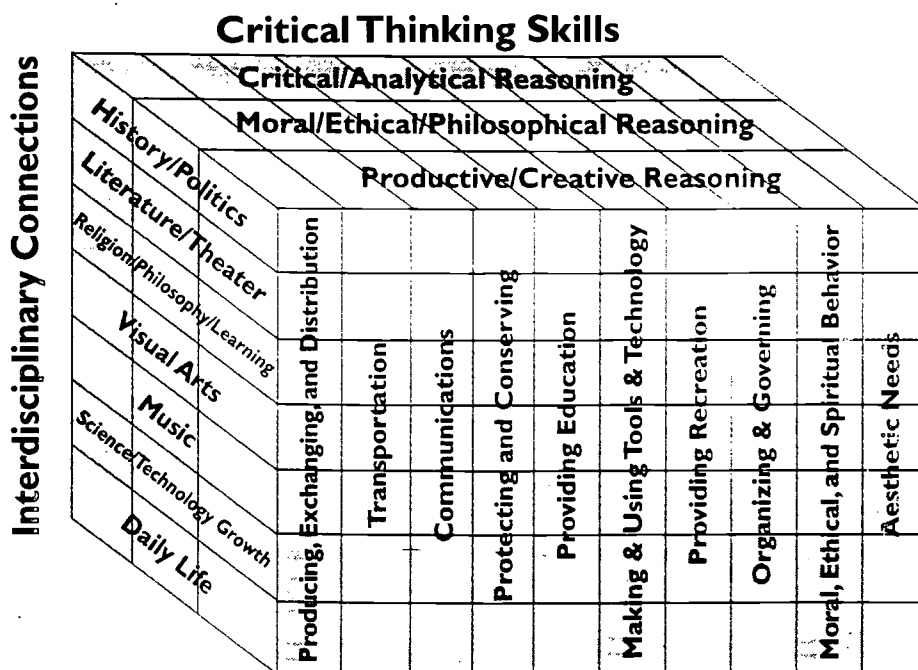 Critical Thinking Skills
Critical/Analytical Reasoning
Moral/Ethical/Philosophical Reasoning
Productive/Creative Reasoning
Interdisciplinary Connections
History/Politics
Literature/Theater
Religion/Philosophy/Learning
Visual Arts
Music
Science/Technology Growth
Daily Life
Producing, Exchanging, and Distribution
Transportation
Communications
Protecting and Conserving
Providing Education
Making & Using Tools & Technology
Providing Recreation
Organizing & Governing
Moral, Ethical, and Spiritual Behavior
Aesthetic Needs